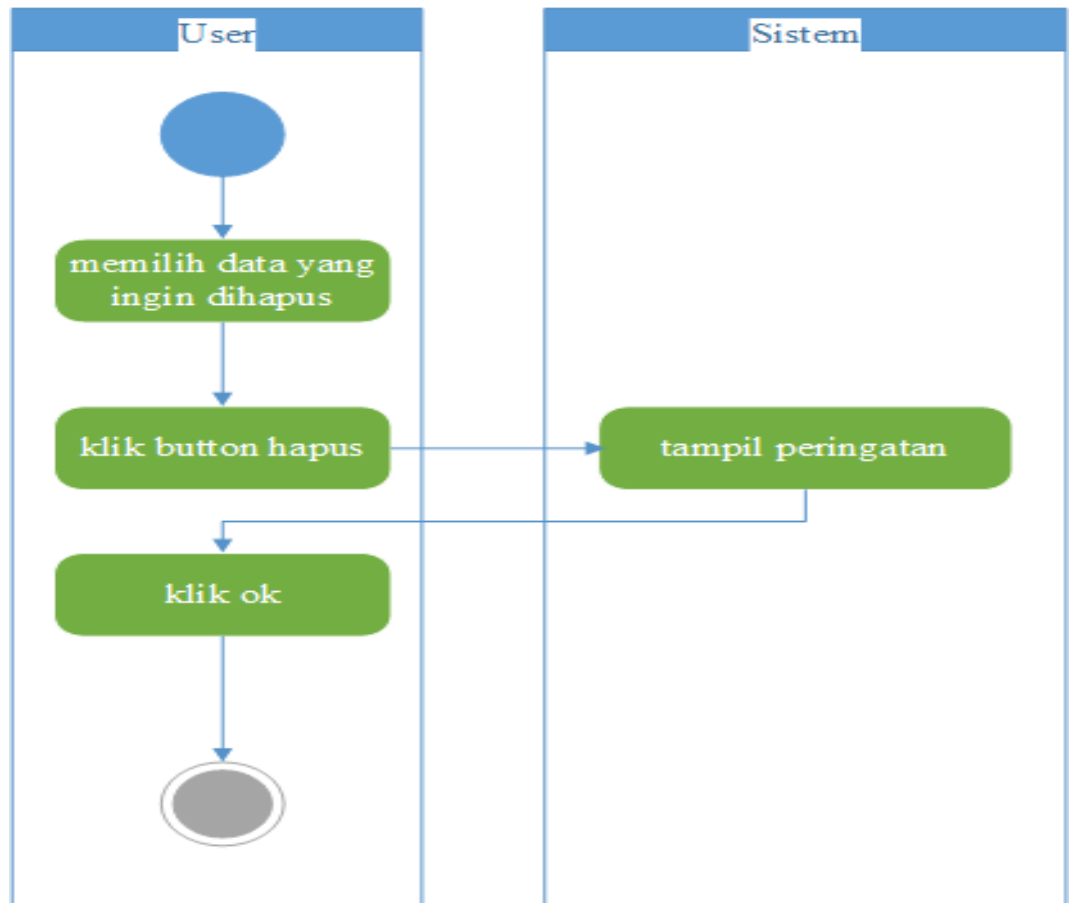 User
Sistem
memilih data yang
ingin dihapus
klik button hapus
tampil peringatan
klik ok